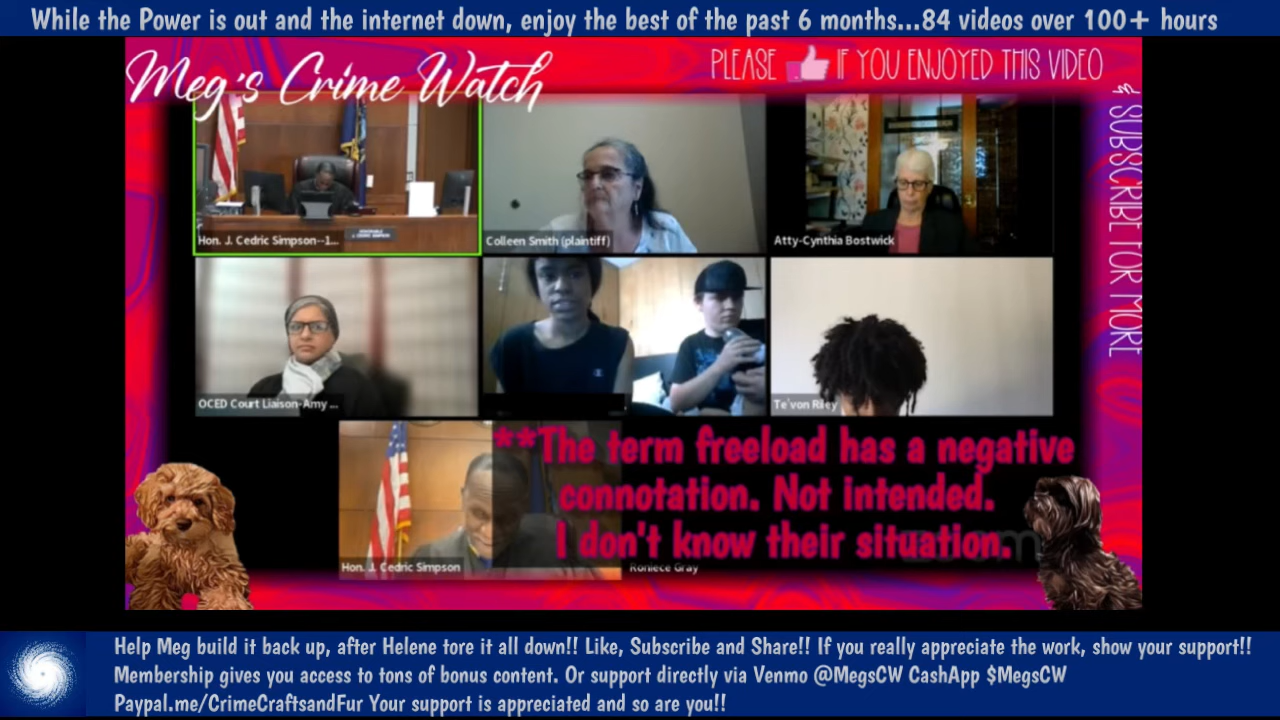 While the Power is out and the internet down, enjoy the best of the past 6 months...84 videos over 100+ hours
Meg's Crime Watch
PLEASE IF YOU ENJOYED THIS VIDEO
& SUBSCRIBE FOR MORE
Hon. J. Cedric Simpson--1...
Colleen Smith (plaintiff)
Atty-Cynthia Bostwick
OCED Court Liaison-Amy ...
Te'von Riley
**The term freeload has a negative
connotation. Not intended.
I don't know their situation.
Hon. J. Cedric Simpson
Roniece Gray
Help Meg build it back up, after Helene tore it all down!! Like, Subscribe and Share!! If you really appreciate the work, show your support!!
Membership gives you access to tons of bonus content. Or support directly via Venmo @MegsCW CashApp $MegsCW
Paypal.me/CrimeCraftsandFur Your support is appreciated and so are you!!